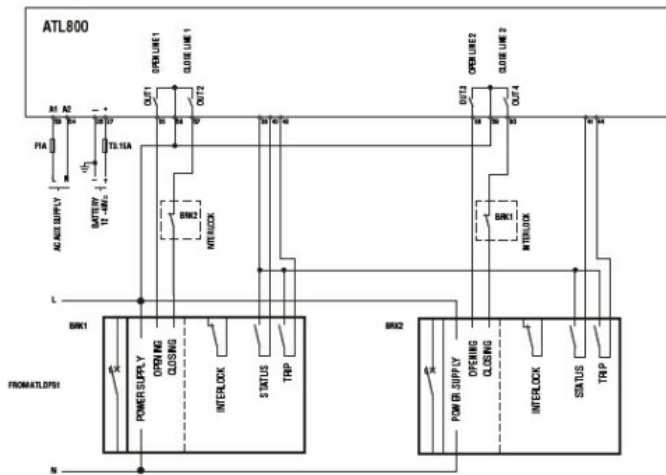 ATL800
OPEN LINE 1
CLOSE LINE 1
OPEN LINE 2
CLOSE LINE 2
OUT1
OUT2
OUT3
OUT4
A1 A2
- +
F1A
T3.15A
L N
- +
AC AUX SUPPLY
BATTERY
BRK2
INTERLOCK
BRK1
INTERLOCK
L
BRK1
BRK2
FROM ATLDPS1
POWER SUPPLY
OPENING
CLOSING
INTERLOCK
STATUS
TRIP
POWER SUPPLY
OPENING
CLOSING
INTERLOCK
STATUS
TRIP
N